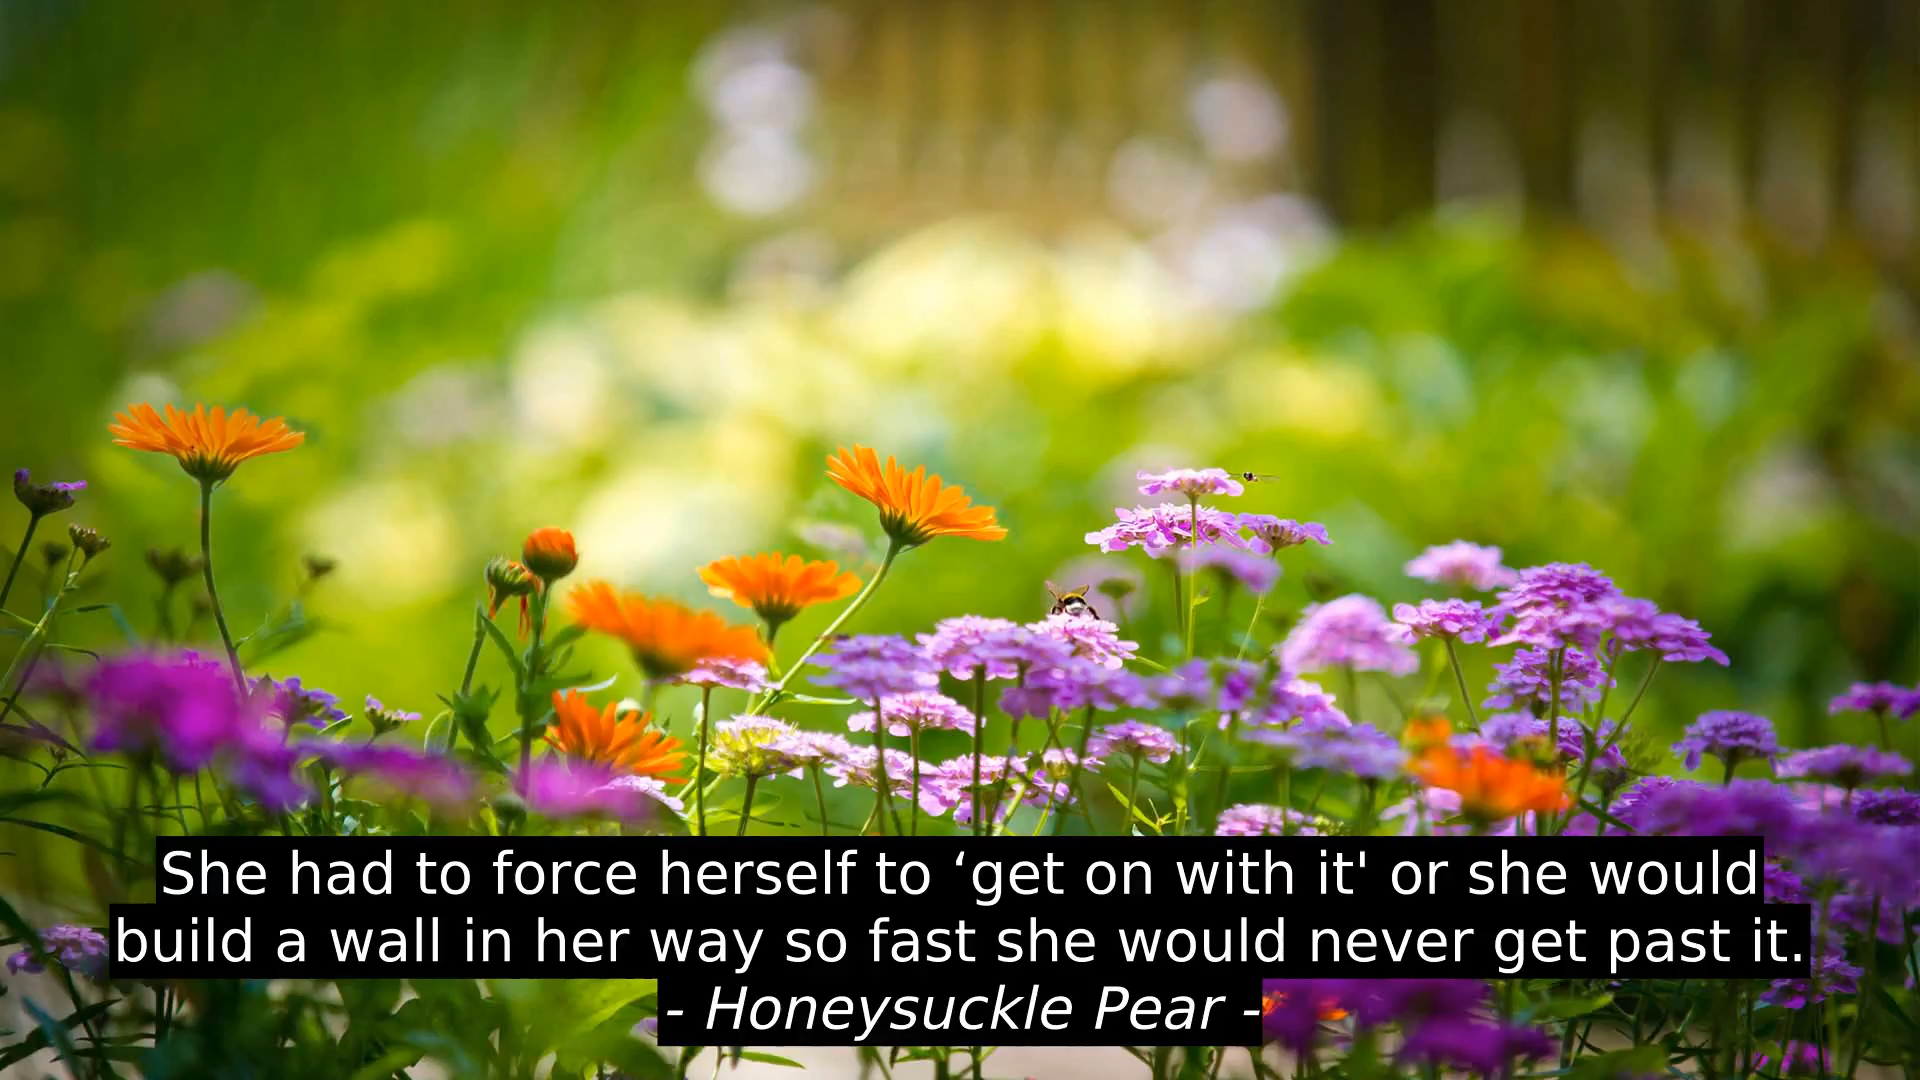 She had to force herself to ‘get on with it' or she would
build a wall in her way so fast she would never get past it.
- Honeysuckle Pear -